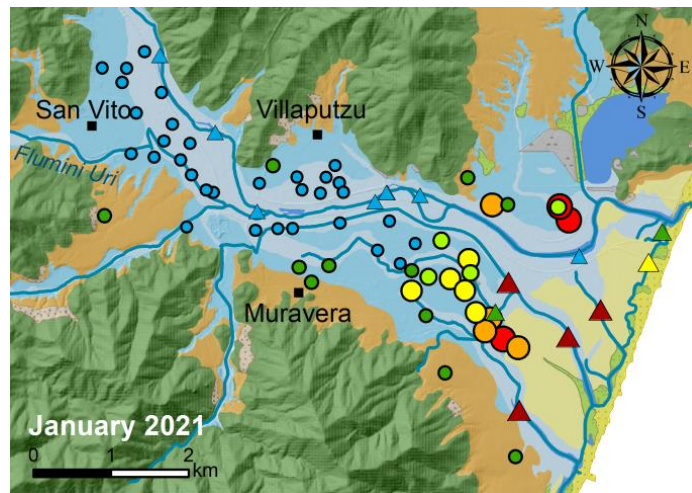 N
W E
S
San Vito
Villaputzu
Flumini Uri
Muravera
January 2021
0 1 2
km